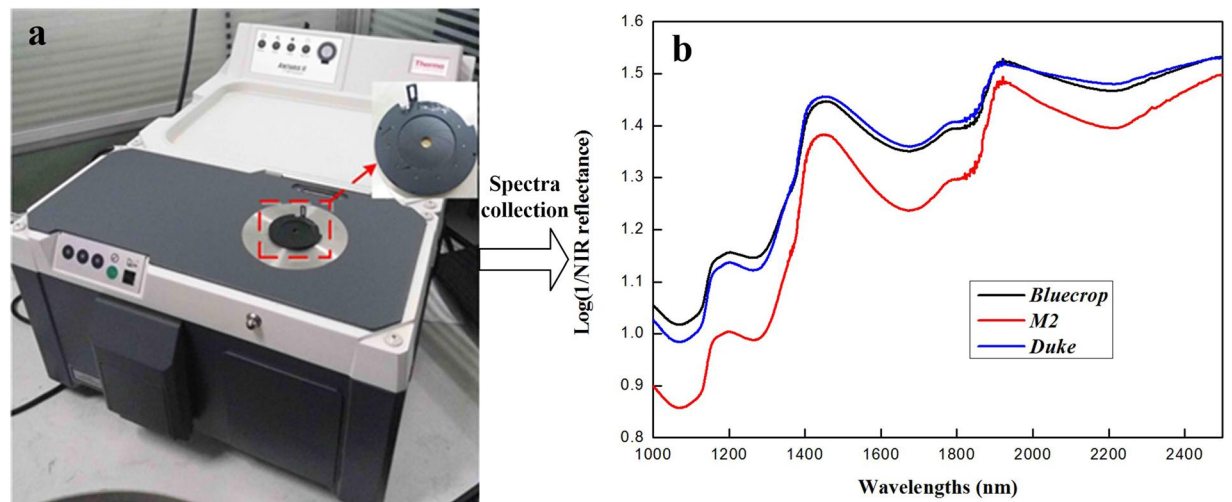 a
Antaris II
Thermo
Spectra
collection
b
Log(1/NIR reflectance)
1.6
1.5
1.4
1.3
1.2
1.1
1.0
0.9
0.8
1000
1200
1400
1600
1800
2000
2200
2400
Wavelengths (nm)
Bluecrop
M2
Duke